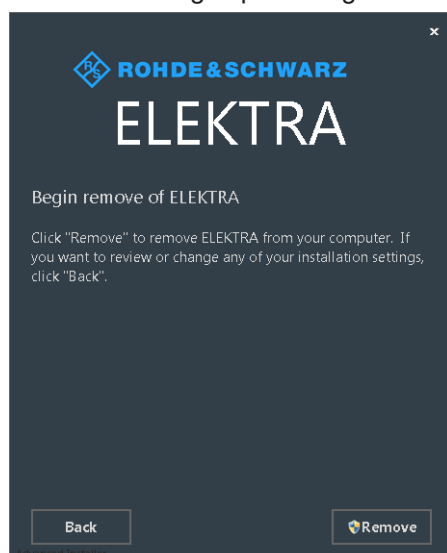 x
R&S ROHDE&SCHWARZ
ELEKTRA
Begin remove of ELEKTRA
Click "Remove" to remove ELEKTRA from your computer. If
you want to review or change any of your installation settings,
click "Back".
Back
Remove